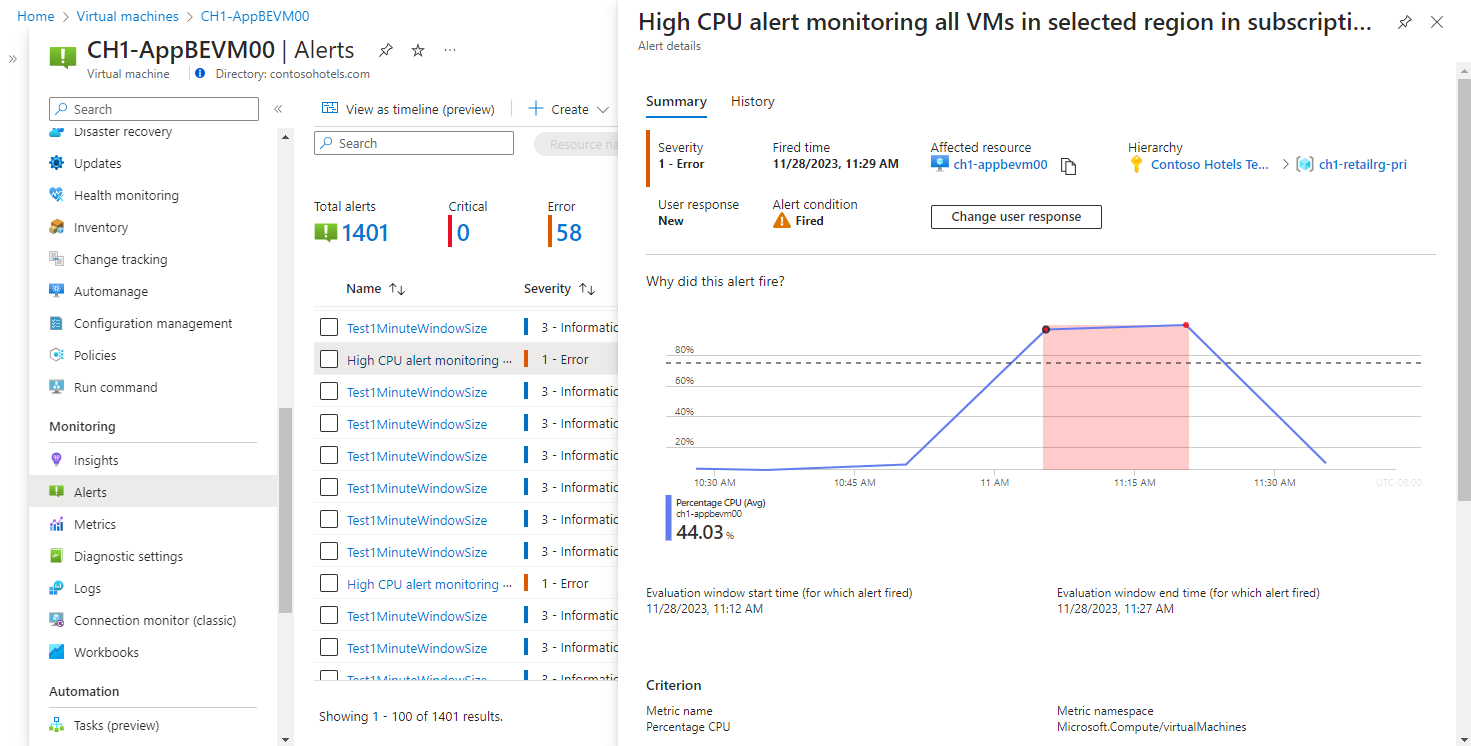 Home > Virtual machines > CH1-AppBEVM00
CH1-AppBEVM00 | Alerts
Virtual machine
Directory: contosohotels.com
Search
Disaster recovery
Updates
Health monitoring
Inventory
Change tracking
Automanage
Configuration management
Policies
Run command
Monitoring
Insights
Alerts
Metrics
Diagnostic settings
Logs
Connection monitor (classic)
Workbooks
Automation
Tasks (preview)
View as timeline (preview)
Create
Search
Resource na
Total alerts
1401
Critical
0
Error
58
Name Severity
Test1MinuteWindowSize 3 - Informatic
High CPU alert monitoring ... 1 - Error
Test1MinuteWindowSize 3 - Informatic
Test1MinuteWindowSize 3 - Informatic
Test1MinuteWindowSize 3 - Informatic
Test1MinuteWindowSize 3 - Informatic
Test1MinuteWindowSize 3 - Informatic
Test1MinuteWindowSize 3 - Informatic
High CPU alert monitoring ... 1 - Error
Test1MinuteWindowSize 3 - Informatic
Test1MinuteWindowSize 3 - Informatic
Test1MinuteWindowSize 3 - Informatic
Showing 1 - 100 of 1401 results.
High CPU alert monitoring all VMs in selected region in subscripti...
Alert details
Summary History
Severity
1 - Error
Fired time
11/28/2023, 11:29 AM
Affected resource
ch1-appbevm00
Hierarchy
Contoso Hotels Te... > ch1-retailrg-pri
User response
New
Alert condition
Fired
Change user response
Why did this alert fire?
80%
60%
40%
20%
10:30 AM 10:45 AM 11 AM 11:15 AM 11:30 AM UTC-08:00
Percentage CPU (Avg)
ch1-appbevm00
44.03 %
Evaluation window start time (for which alert fired)
11/28/2023, 11:12 AM
Evaluation window end time (for which alert fired)
11/28/2023, 11:27 AM
Criterion
Metric name
Percentage CPU
Metric namespace
Microsoft.Compute/virtualMachines